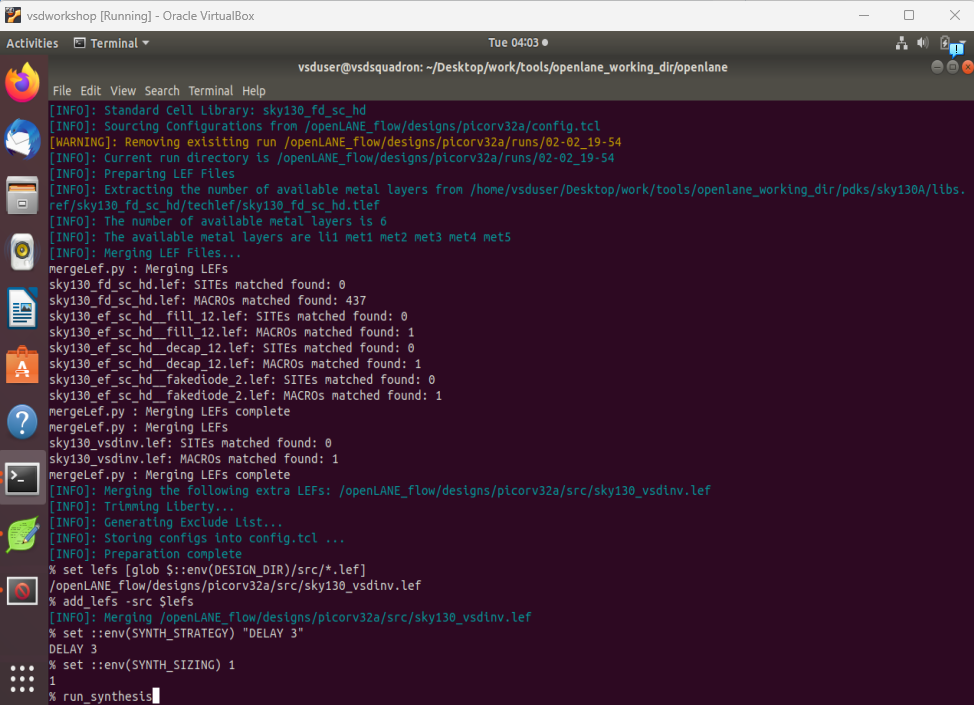 vsdworkshop [Running] - Oracle VirtualBox
Activities Terminal Tue 04:03
vsduser@vsdsquadron: ~/Desktop/work/tools/openlane_working_dir/openlane
File Edit View Search Terminal Help
[INFO]: Standard Cell Library: sky130_fd_sc_hd
[INFO]: Sourcing Configurations from /openLANE_flow/designs/picorv32a/config.tcl
[WARNING]: Removing exisiting run /openLANE_flow/designs/picorv32a/runs/02-02_19-54
[INFO]: Current run directory is /openLANE_flow/designs/picorv32a/runs/02-02_19-54
[INFO]: Preparing LEF Files
[INFO]: Extracting the number of available metal layers from /home/vsduser/Desktop/work/tools/openlane_working_dir/pdks/sky130A/libs.
ref/sky130_fd_sc_hd/techlef/sky130_fd_sc_hd.tlef
[INFO]: The number of available metal layers is 6
[INFO]: The available metal layers are li1 met1 met2 met3 met4 met5
[INFO]: Merging LEF Files...
mergeLef.py : Merging LEFs
sky130_fd_sc_hd.lef: SITEs matched found: 0
sky130_fd_sc_hd.lef: MACROs matched found: 437
sky130_ef_sc_hd__fill_12.lef: SITEs matched found: 0
sky130_ef_sc_hd__fill_12.lef: MACROs matched found: 1
sky130_ef_sc_hd__decap_12.lef: SITEs matched found: 0
sky130_ef_sc_hd__decap_12.lef: MACROs matched found: 1
sky130_ef_sc_hd__fakediode_2.lef: SITEs matched found: 0
sky130_ef_sc_hd__fakediode_2.lef: MACROs matched found: 1
mergeLef.py : Merging LEFs complete
mergeLef.py : Merging LEFs
sky130_vsdinv.lef: SITEs matched found: 0
sky130_vsdinv.lef: MACROs matched found: 1
mergeLef.py : Merging LEFs complete
[INFO]: Merging the following extra LEFs: /openLANE_flow/designs/picorv32a/src/sky130_vsdinv.lef
[INFO]: Trimming Liberty...
[INFO]: Generating Exclude List...
[INFO]: Storing configs into config.tcl ...
[INFO]: Preparation complete
% set lefs [glob $::env(DESIGN_DIR)/src/*.lef]
/openLANE_flow/designs/picorv32a/src/sky130_vsdinv.lef
% add_lefs -src $lefs
[INFO]: Merging /openLANE_flow/designs/picorv32a/src/sky130_vsdinv.lef
% set ::env(SYNTH_STRATEGY) "DELAY 3"
DELAY 3
% set ::env(SYNTH_SIZING) 1
1
% run_synthesis